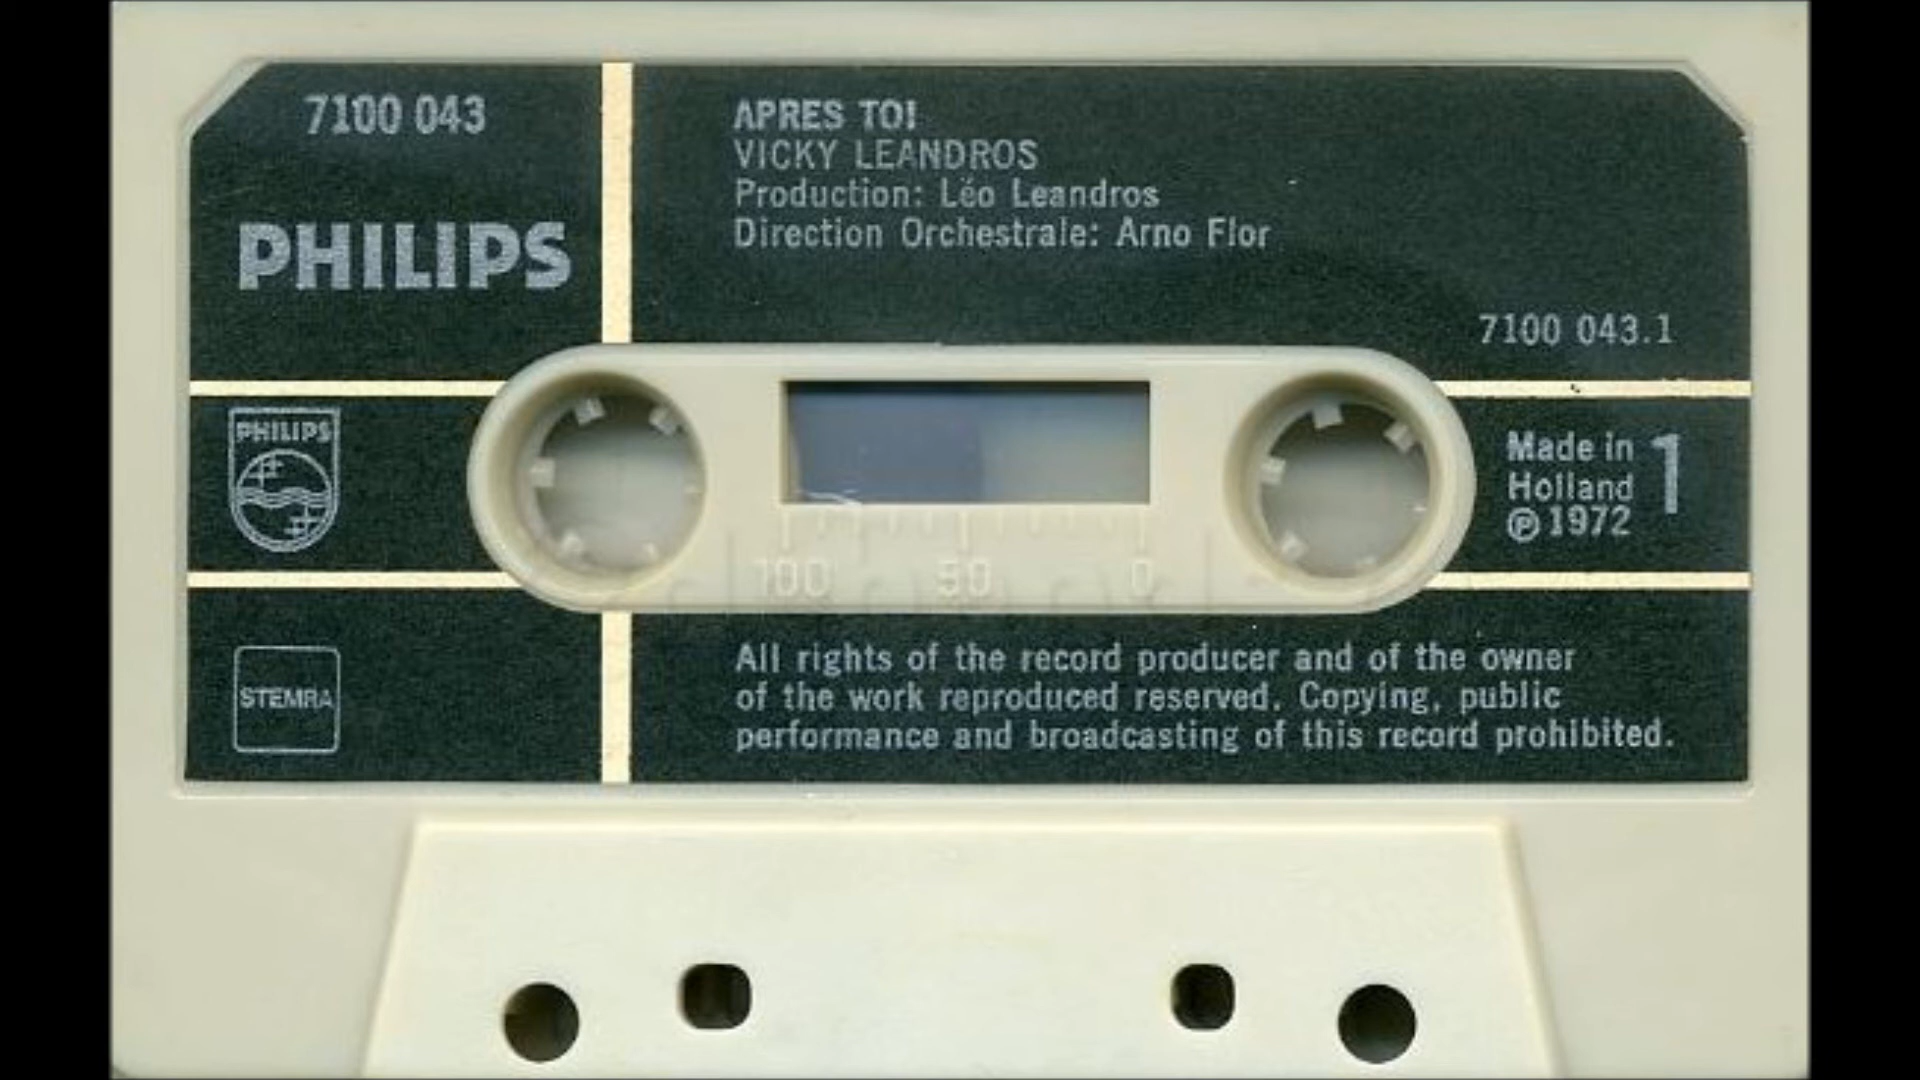 7100 043
PHILIPS
APRES TOI
VICKY LEANDROS
Production: Léo Leandros
Direction Orchestrale: Arno Flor
7100 043.1
PHILIPS
Made in
Holland
℗ 1972
1
100 50 0
STEMRA
All rights of the record producer and of the owner
of the work reproduced reserved. Copying, public
performance and broadcasting of this record prohibited.